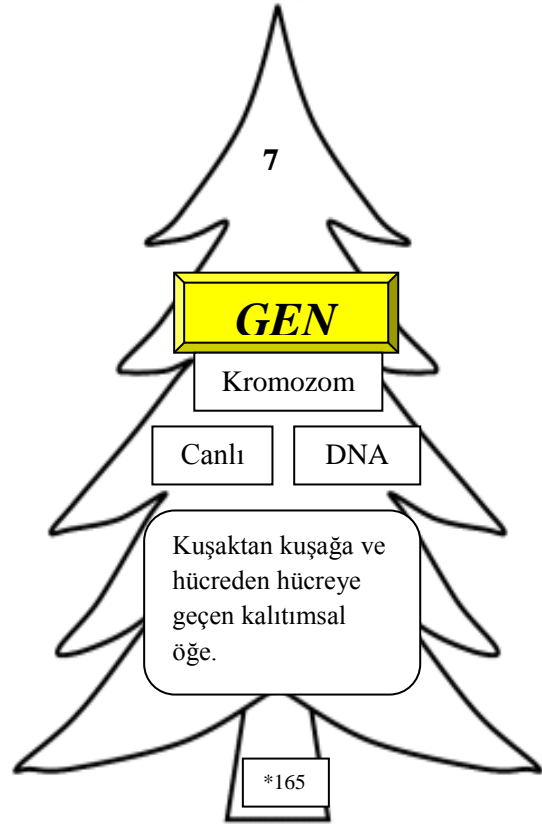 7
GEN
Kromozom
Canlı
DNA
Kuşaktan kuşağa ve
hücreden hücreye
geçen kalıtımsal
öğe.
*165